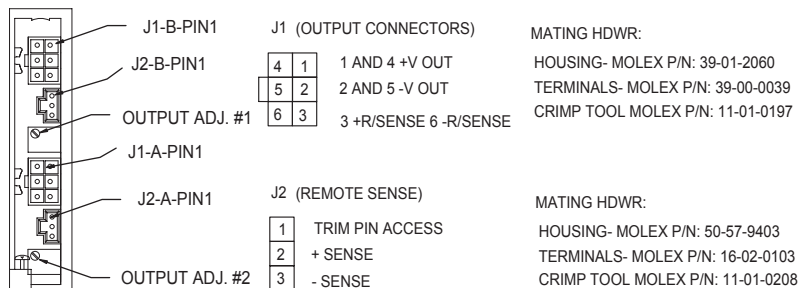 J1-B-PIN1
J2-B-PIN1
OUTPUT ADJ. #1
J1-A-PIN1
J2-A-PIN1
OUTPUT ADJ. #2
J1 (OUTPUT CONNECTORS)
4 1
5 2
6 3
1 AND 4 +V OUT
2 AND 5 -V OUT
3 +R/SENSE 6 -R/SENSE
MATING HDWR:
HOUSING- MOLEX P/N: 39-01-2060
TERMINALS- MOLEX P/N: 39-00-0039
CRIMP TOOL MOLEX P/N: 11-01-0197
J2 (REMOTE SENSE)
1 TRIM PIN ACCESS
2 + SENSE
3 - SENSE
MATING HDWR:
HOUSING- MOLEX P/N: 50-57-9403
TERMINALS- MOLEX P/N: 16-02-0103
CRIMP TOOL MOLEX P/N: 11-01-0208